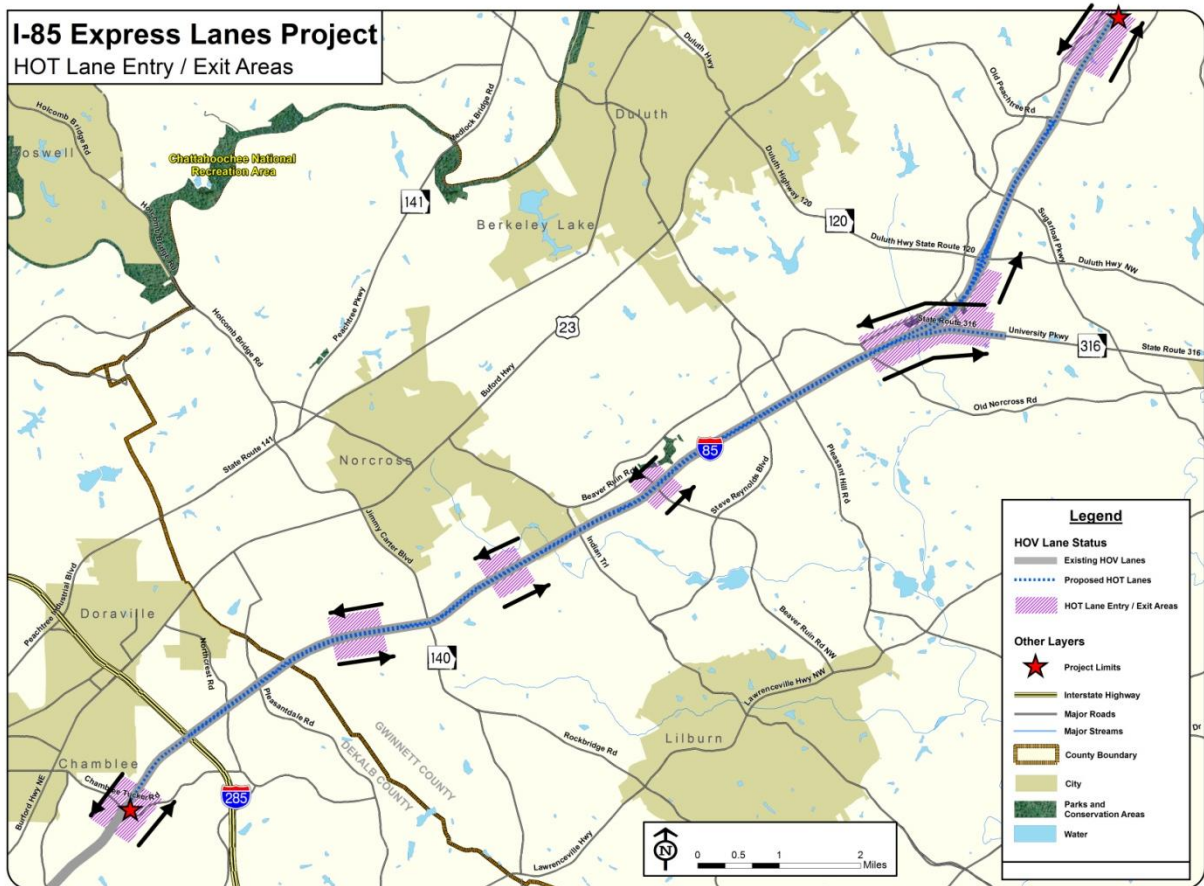 I-85 Express Lanes Project
HOT Lane Entry / Exit Areas
Holcomb Bridge Rd
oswell
Chattahoochee National
Recreation Area
Holcomb Bridge Rd
Medlock Bridge Rd
141
Duluth Hwy
Duluth
Berkeley Lake
Duluth Highway 120
120
Duluth Hwy State Route 120
Duluth Hwy NW
Old Peachtree Rd
Sugarloaf Pkwy
Holcomb Bridge Rd
Peachtree Pkwy
23
Buford Hwy
State Route 316
University Pkwy
316
State Route 316
Old Norcross Rd
State Route 141
Norcross
85
Beaver Ruin Rd
Steve Reynolds Blvd
Pleasant Hill Rd
Jimmy Carter Blvd
Indian Trl
Peachtree Industrial Blvd
Doraville
Northcrest Rd
140
Beaver Ruin Rd NW
Pleasantdale Rd
Lawrenceville Hwy NW
GWINNETT COUNTY
DEKALB COUNTY
Rockbridge Rd
Lilburn
Dr
Chamblee
Chamblee Tucker Rd
Burford Hwy NE
285
Lawrenceville Hwy
N
0 0.5 1 2
Miles
Legend
HOV Lane Status
Existing HOV Lanes
Proposed HOT Lanes
HOT Lane Entry / Exit Areas
Other Layers
Project Limits
Interstate Highway
Major Roads
Major Streams
County Boundary
City
Parks and
Conservation Areas
Water